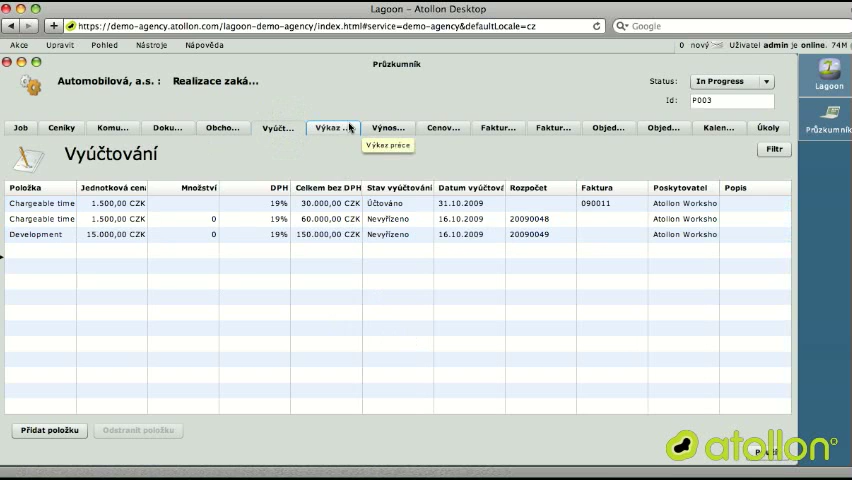 Lagoon - Atollon Desktop
https://demo-agency.atollon.com/lagoon-demo-agency/index.html#service=demo-agency&defaultLocale=cz
Google
Akce Upravit Pohled Nástroje Nápověda 0 nový Uživatel admin je online. 74M
Průzkumník
Automobilová, a.s. : Realizace zaká...
Status: In Progress
Id: P003
Lagoon
Průzkumník
Job Ceníky Komu... Doku... Obcho... Vyúčt... Výkaz ... Výnos... Cenov... Faktur... Faktur... Objed... Objed... Kalen... Úkoly
Výkaz práce
Vyúčtování
Filtr
Položka Jednotková cena Množství DPH Celkem bez DPH Stav vyúčtování Datum vyúčtová Rozpočet Faktura Poskytovatel Popis
Chargeable time 1.500,00 CZK 19% 30.000,00 CZK Účtováno 31.10.2009 090011 Atollon Worksho
Chargeable time 1.500,00 CZK 0 19% 60.000,00 CZK Nevyřízeno 16.10.2009 20090048 Atollon Worksho
Development 15.000,00 CZK 0 19% 150.000,00 CZK Nevyřízeno 16.10.2009 20090049 Atollon Worksho
Přidat položku Odstranit položku
atollon